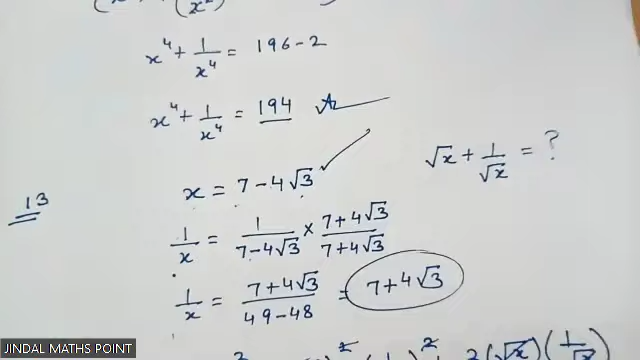 x⁴ + 1/x⁴ = 196 - 2
x⁴ + 1/x⁴ = 194
13
x = 7 - 4√3
√x + 1/√x = ?
1/x = 1/(7 - 4√3) × (7 + 4√3)/(7 + 4√3)
1/x = (7 + 4√3)/(49 - 48) = 7 + 4√3
JINDAL MATHS POINT